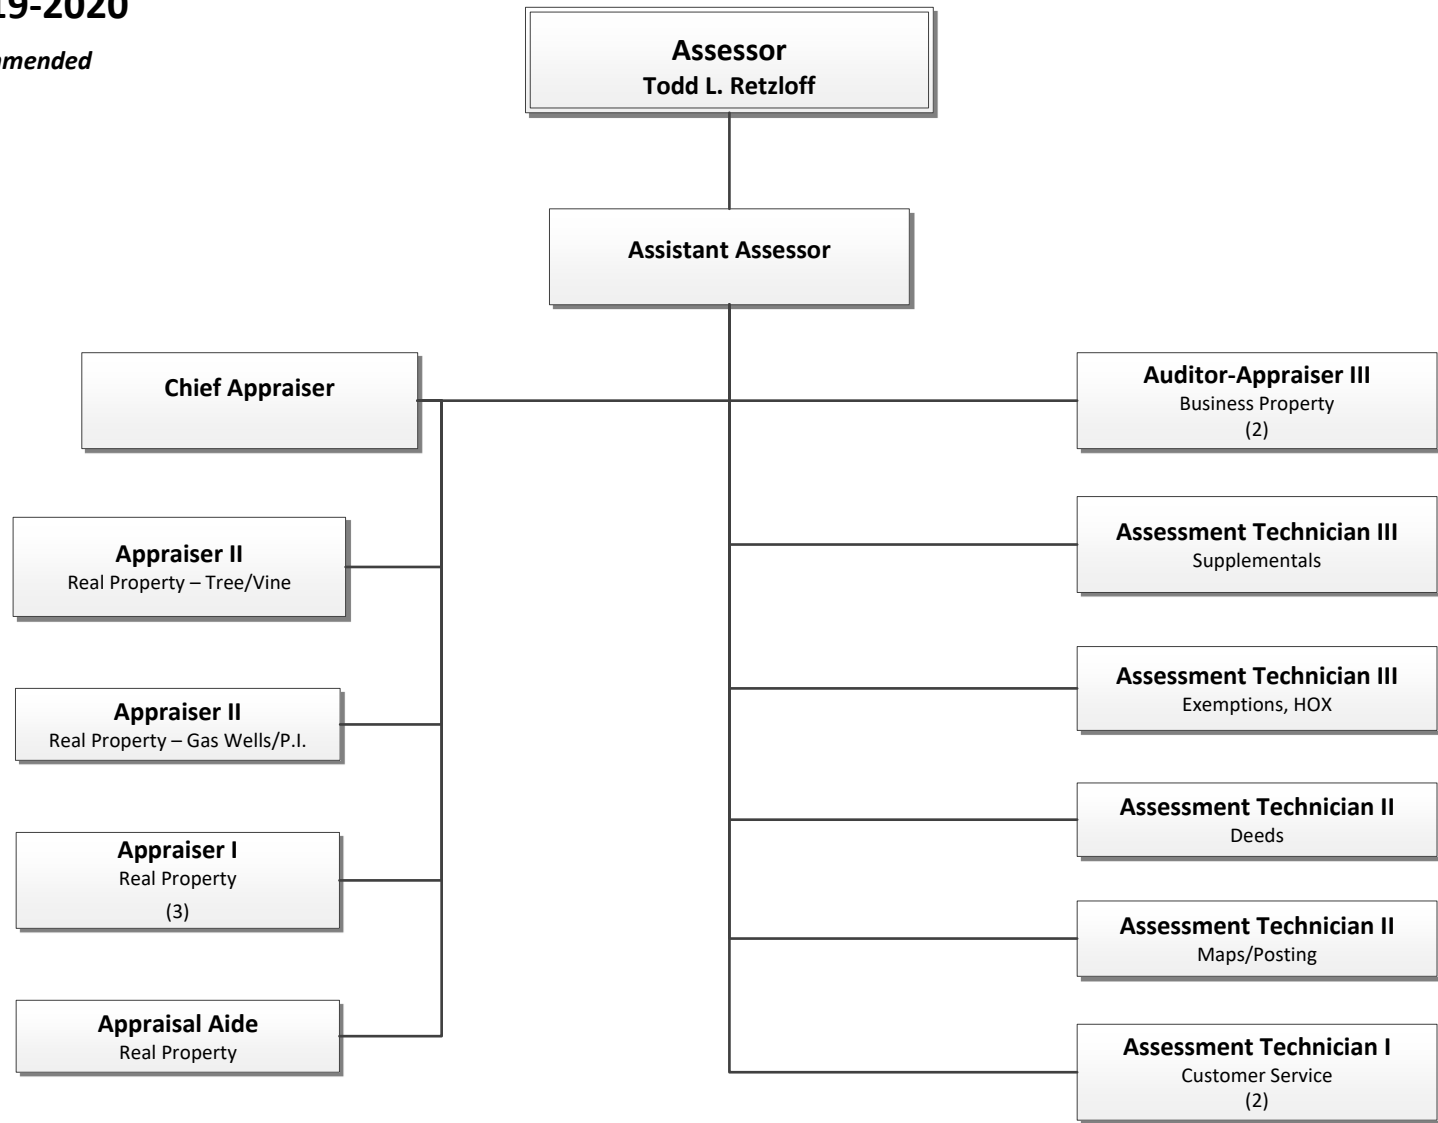 19-2020
mended
Assessor
Todd L. Retzloff
Assistant Assessor
Chief Appraiser
Appraiser II
Real Property – Tree/Vine
Appraiser II
Real Property – Gas Wells/P.I.
Appraiser I
Real Property
(3)
Appraisal Aide
Real Property
Auditor-Appraiser III
Business Property
(2)
Assessment Technician III
Supplementals
Assessment Technician III
Exemptions, HOX
Assessment Technician II
Deeds
Assessment Technician II
Maps/Posting
Assessment Technician I
Customer Service
(2)